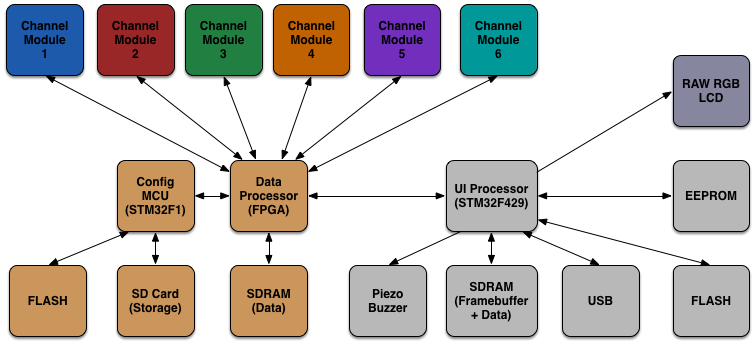 Channel
Module
1
Channel
Module
2
Channel
Module
3
Channel
Module
4
Channel
Module
5
Channel
Module
6
RAW RGB
LCD
Config
MCU
(STM32F1)
Data
Processor
(FPGA)
UI Processor
(STM32F429)
EEPROM
FLASH
SD Card
(Storage)
SDRAM
(Data)
Piezo
Buzzer
SDRAM
(Framebuffer
+ Data)
USB
FLASH